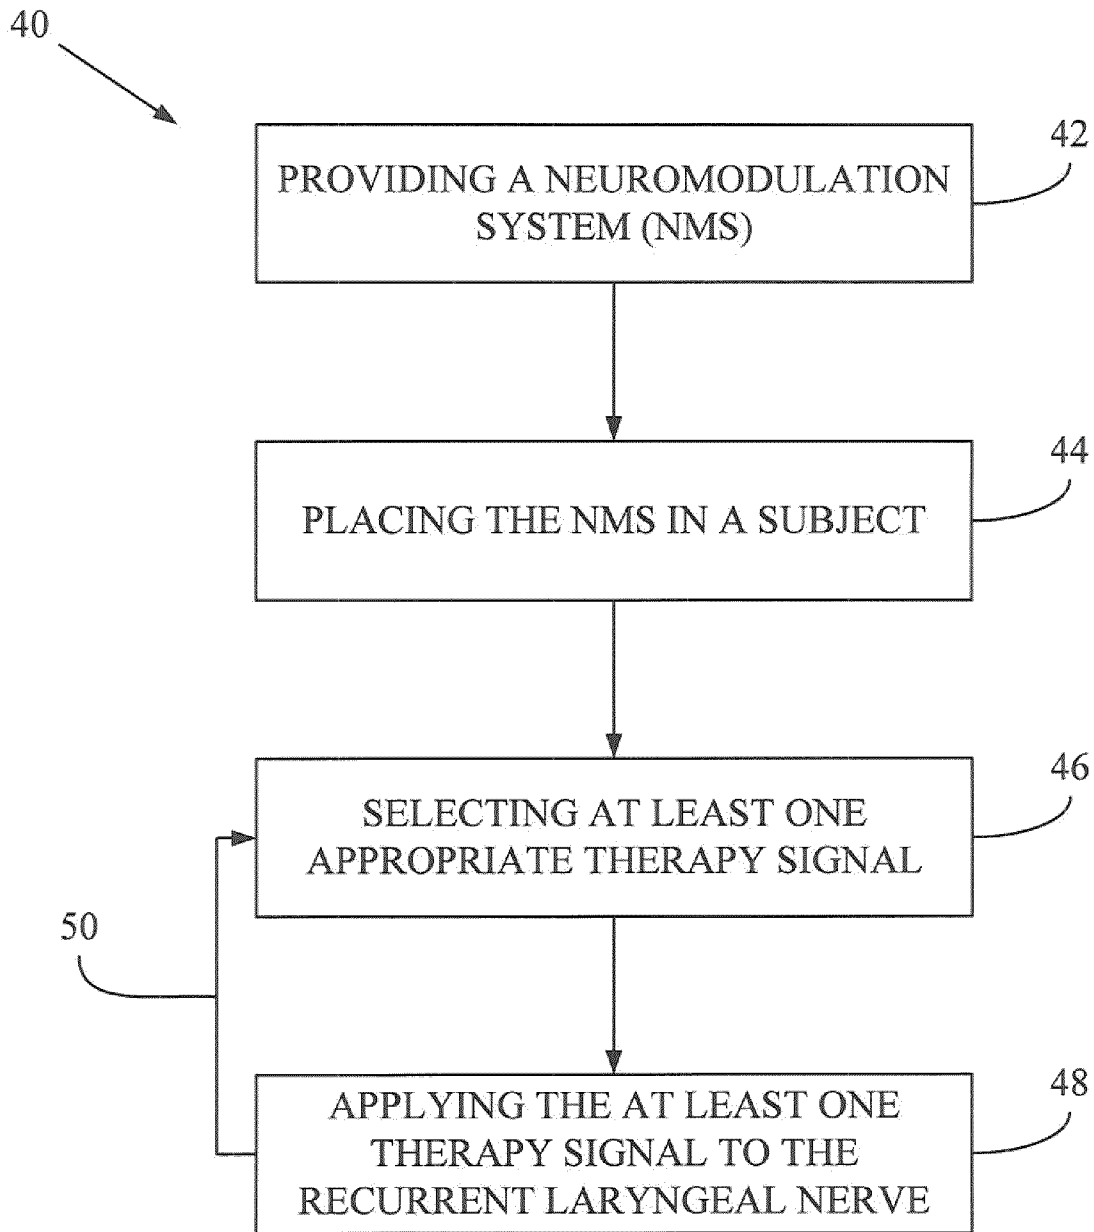 40
42
PROVIDING A NEUROMODULATION
SYSTEM (NMS)
44
PLACING THE NMS IN A SUBJECT
46
SELECTING AT LEAST ONE
APPROPRIATE THERAPY SIGNAL
50
48
APPLYING THE AT LEAST ONE
THERAPY SIGNAL TO THE
RECURRENT LARYNGEAL NERVE